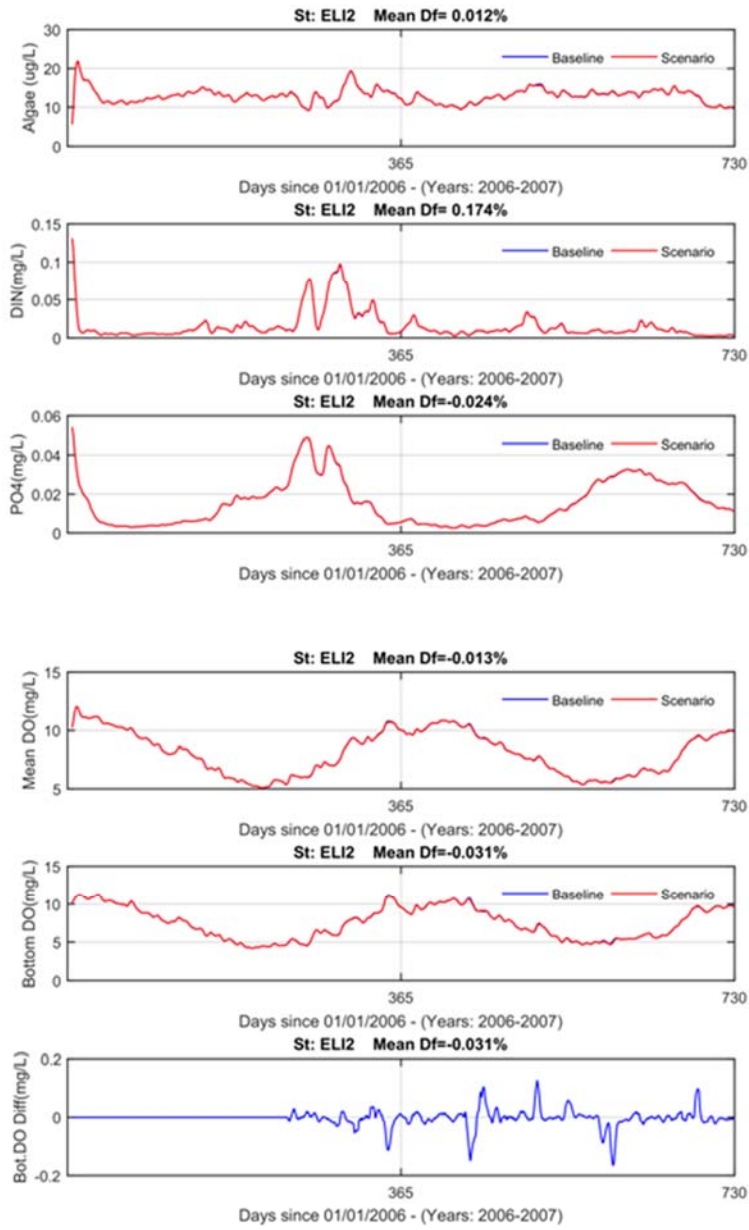 St: ELI2 Mean Df= 0.012%
30
20
10
0
Algae (ug/L)
Baseline Scenario
365 730
Days since 01/01/2006 - (Years: 2006-2007)
St: ELI2 Mean Df= 0.174%
0.15
0.1
0.05
0
DIN(mg/L)
Baseline Scenario
365 730
Days since 01/01/2006 - (Years: 2006-2007)
St: ELI2 Mean Df=-0.024%
0.06
0.04
0.02
0
PO4(mg/L)
Baseline Scenario
365 730
Days since 01/01/2006 - (Years: 2006-2007)
St: ELI2 Mean Df=-0.013%
15
10
5
Mean DO(mg/L)
Baseline Scenario
365 730
Days since 01/01/2006 - (Years: 2006-2007)
St: ELI2 Mean Df=-0.031%
15
10
5
0
Bottom DO(mg/L)
Baseline Scenario
365 730
Days since 01/01/2006 - (Years: 2006-2007)
St: ELI2 Mean Df=-0.031%
0.2
0
-0.2
Bot.DO Diff(mg/L)
365 730
Days since 01/01/2006 - (Years: 2006-2007)